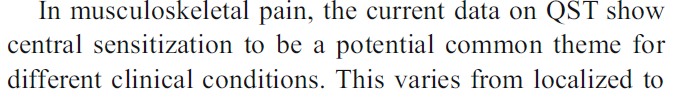 In musculoskeletal pain, the current data on QST show
central sensitization to be a potential common theme for
different clinical conditions. This varies from localized to